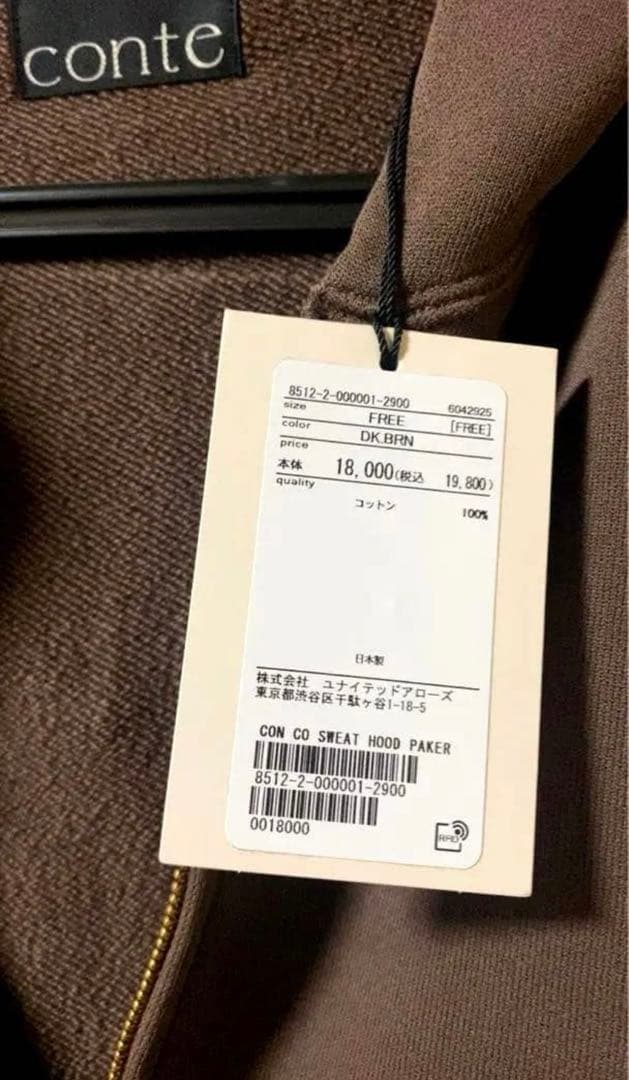 conte
8512-2-000001-2900 6042925
size FREE [FREE]
color DK.BRN
price
本体 18,000(税込 19,800)
quality
コットン 100%
日本製
株式会社 ユナイテッドアローズ
東京都渋谷区千駄ヶ谷1-18-5
CON CO SWEAT HOOD PAKER
8512-2-000001-2900
0018000
RFID